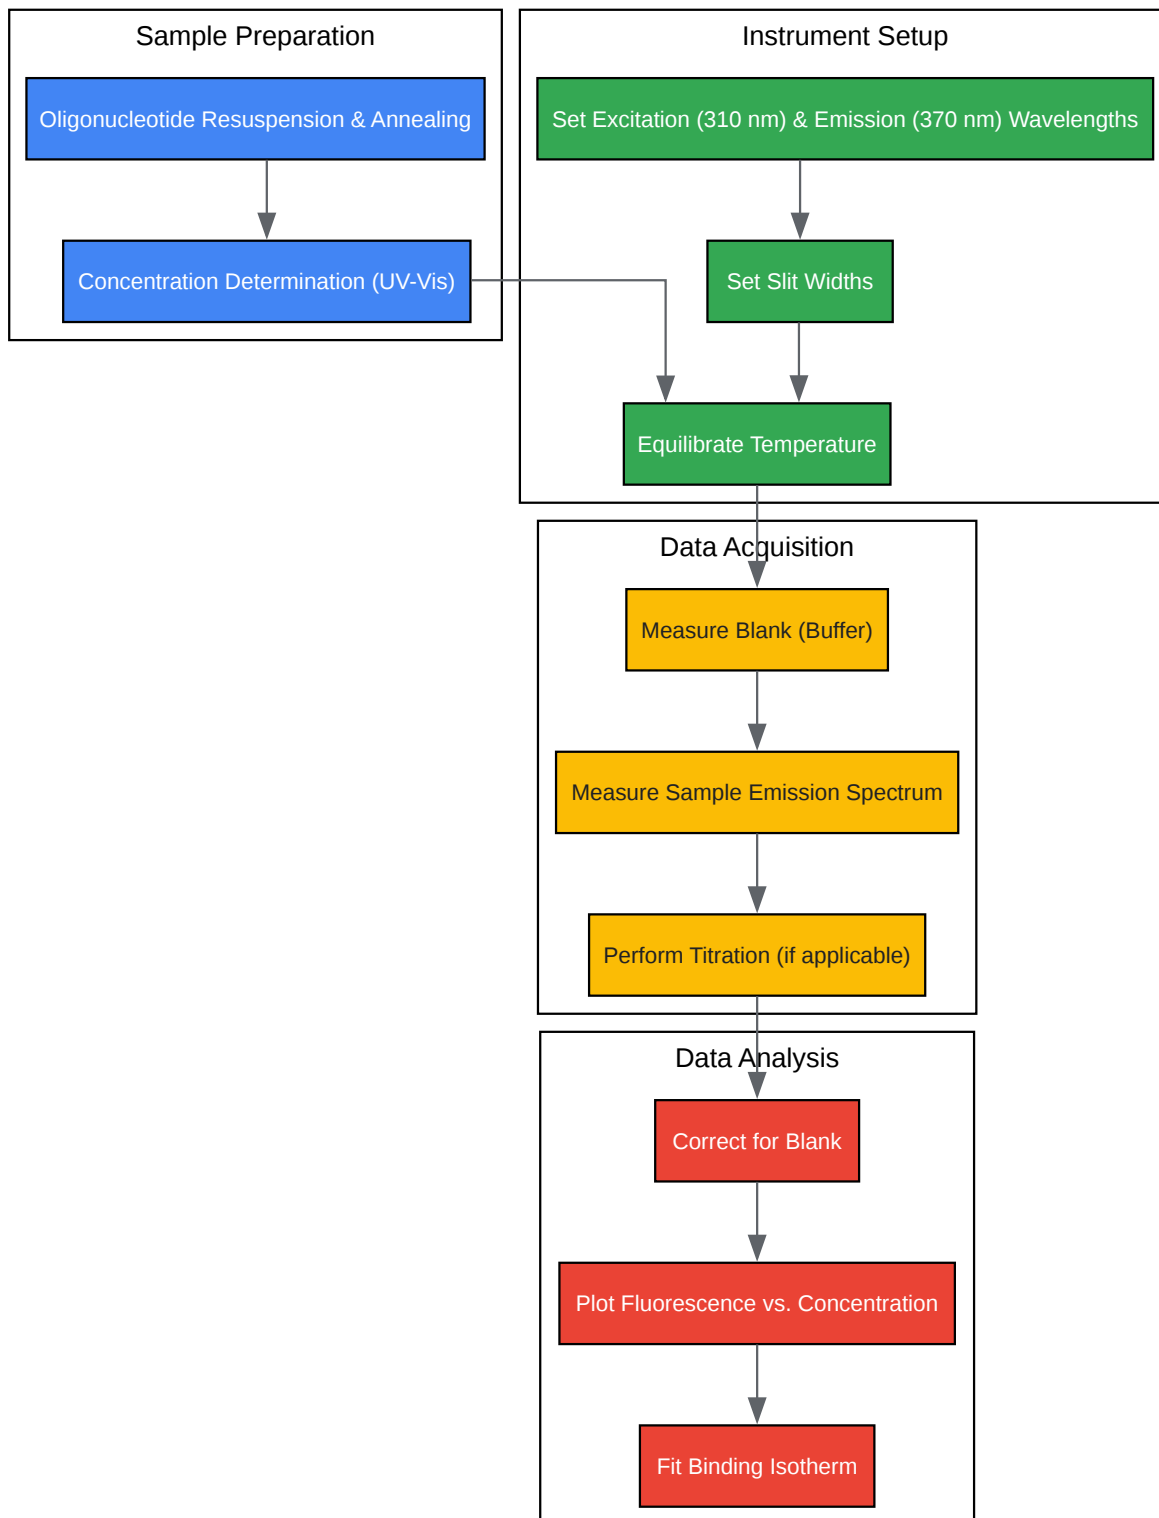 Sample Preparation
Oligonucleotide Resuspension & Annealing
Concentration Determination (UV-Vis)
Instrument Setup
Set Excitation (310 nm) & Emission (370 nm) Wavelengths
Set Slit Widths
Equilibrate Temperature
Data Acquisition
Measure Blank (Buffer)
Measure Sample Emission Spectrum
Perform Titration (if applicable)
Data Analysis
Correct for Blank
Plot Fluorescence vs. Concentration
Fit Binding Isotherm